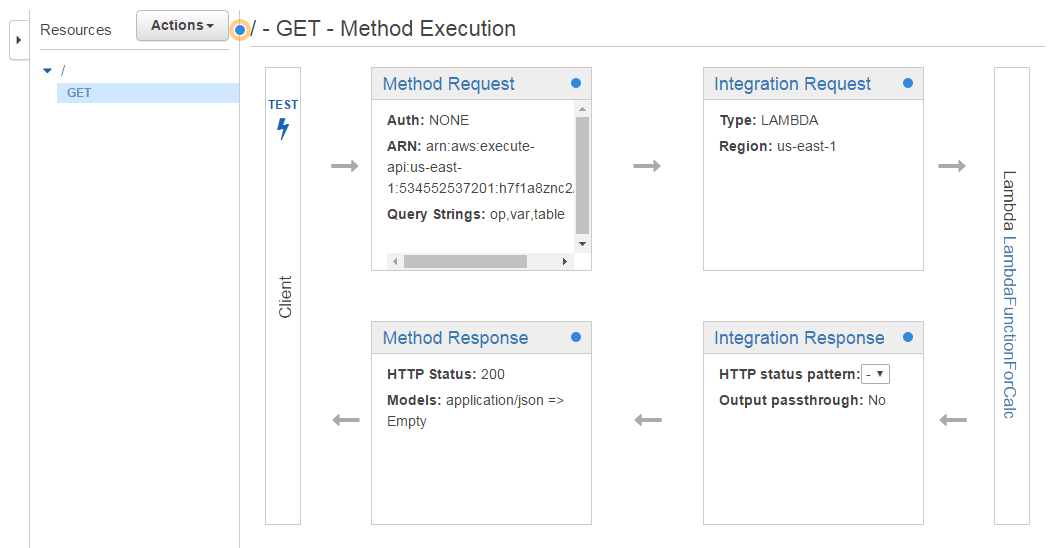 Resources
Actions
/ - GET - Method Execution
/
GET
TEST
Client
Method Request
Auth: NONE
ARN: arn:aws:execute-
api:us-east-
1:534552537201:h7f1a8znc2
Query Strings: op,var,table
Integration Request
Type: LAMBDA
Region: us-east-1
Lambda LambdaFunctionForCalc
Method Response
HTTP Status: 200
Models: application/json =>
Empty
Integration Response
HTTP status pattern: -
Output passthrough: No